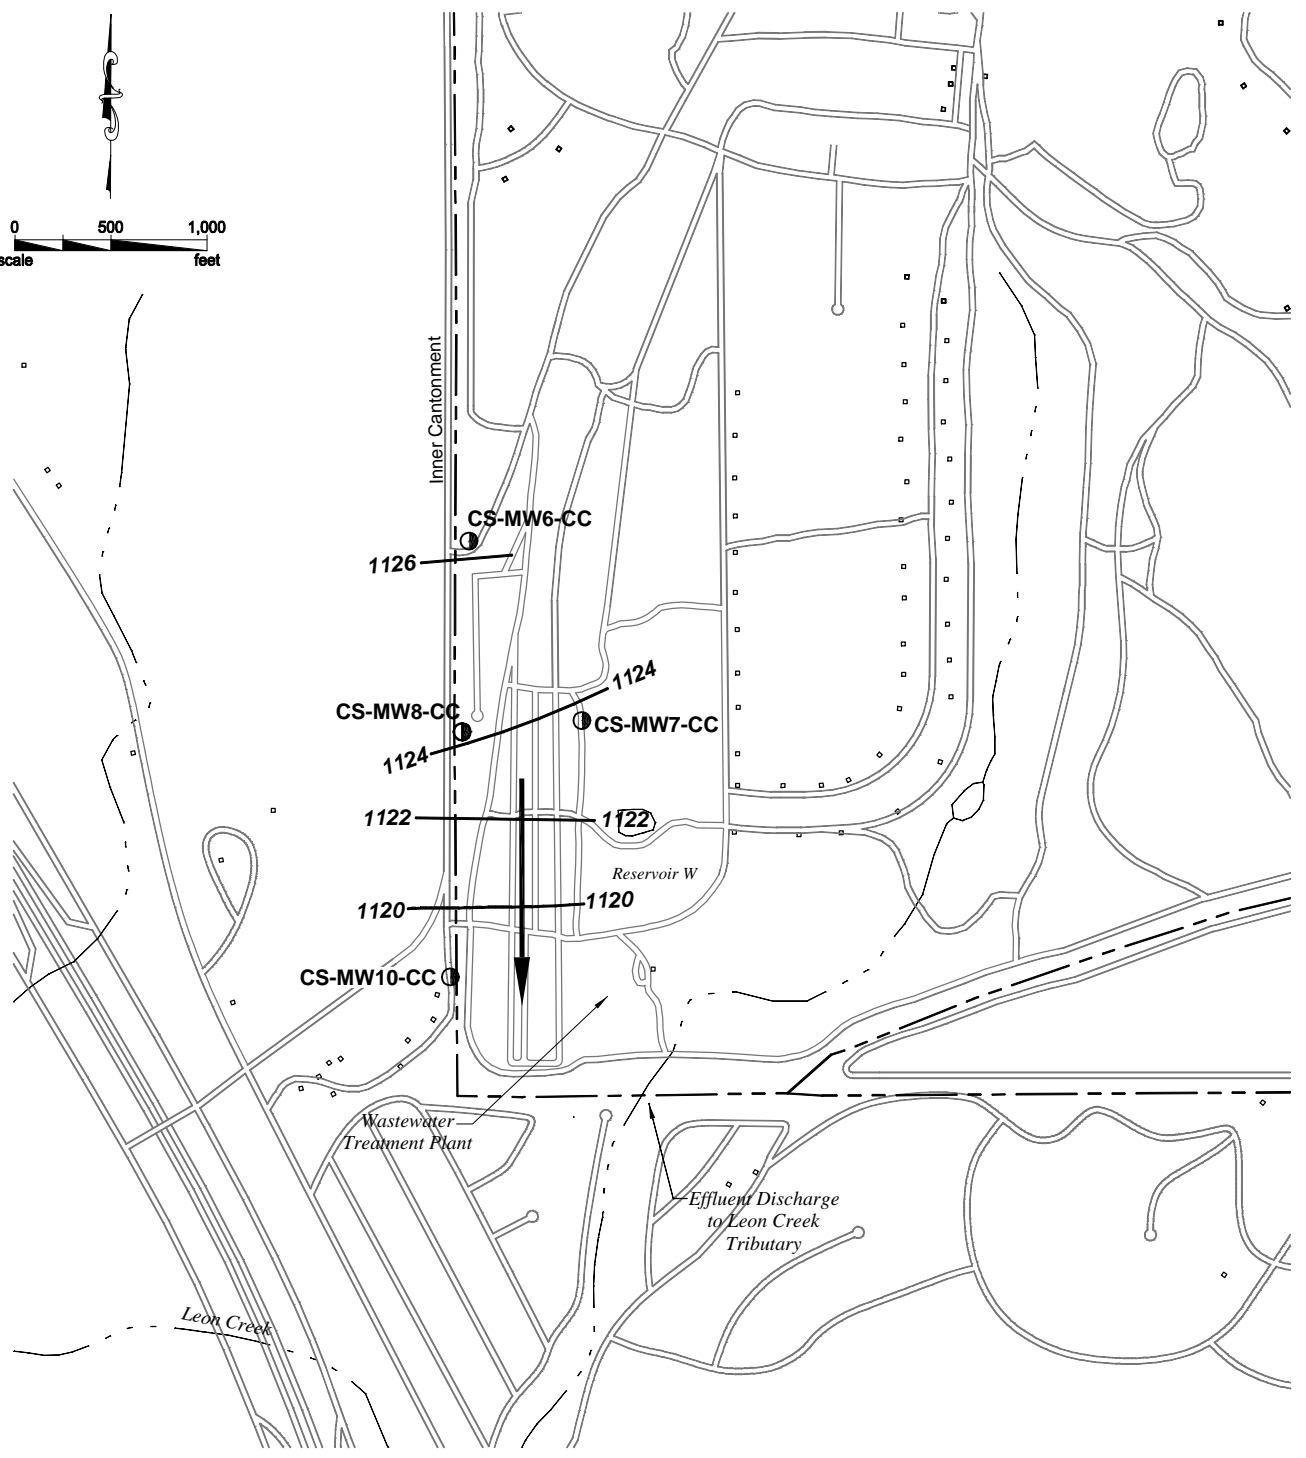 0 500 1,000
scale feet
Inner Cantonment
CS-MW6-CC
1126
1124
CS-MW8-CC
CS-MW7-CC
1124
1122
1122
Reservoir W
1120
1120
CS-MW10-CC
Wastewater
Treatment Plant
Effluent Discharge
to Leon Creek
Tributary
Leon Creek